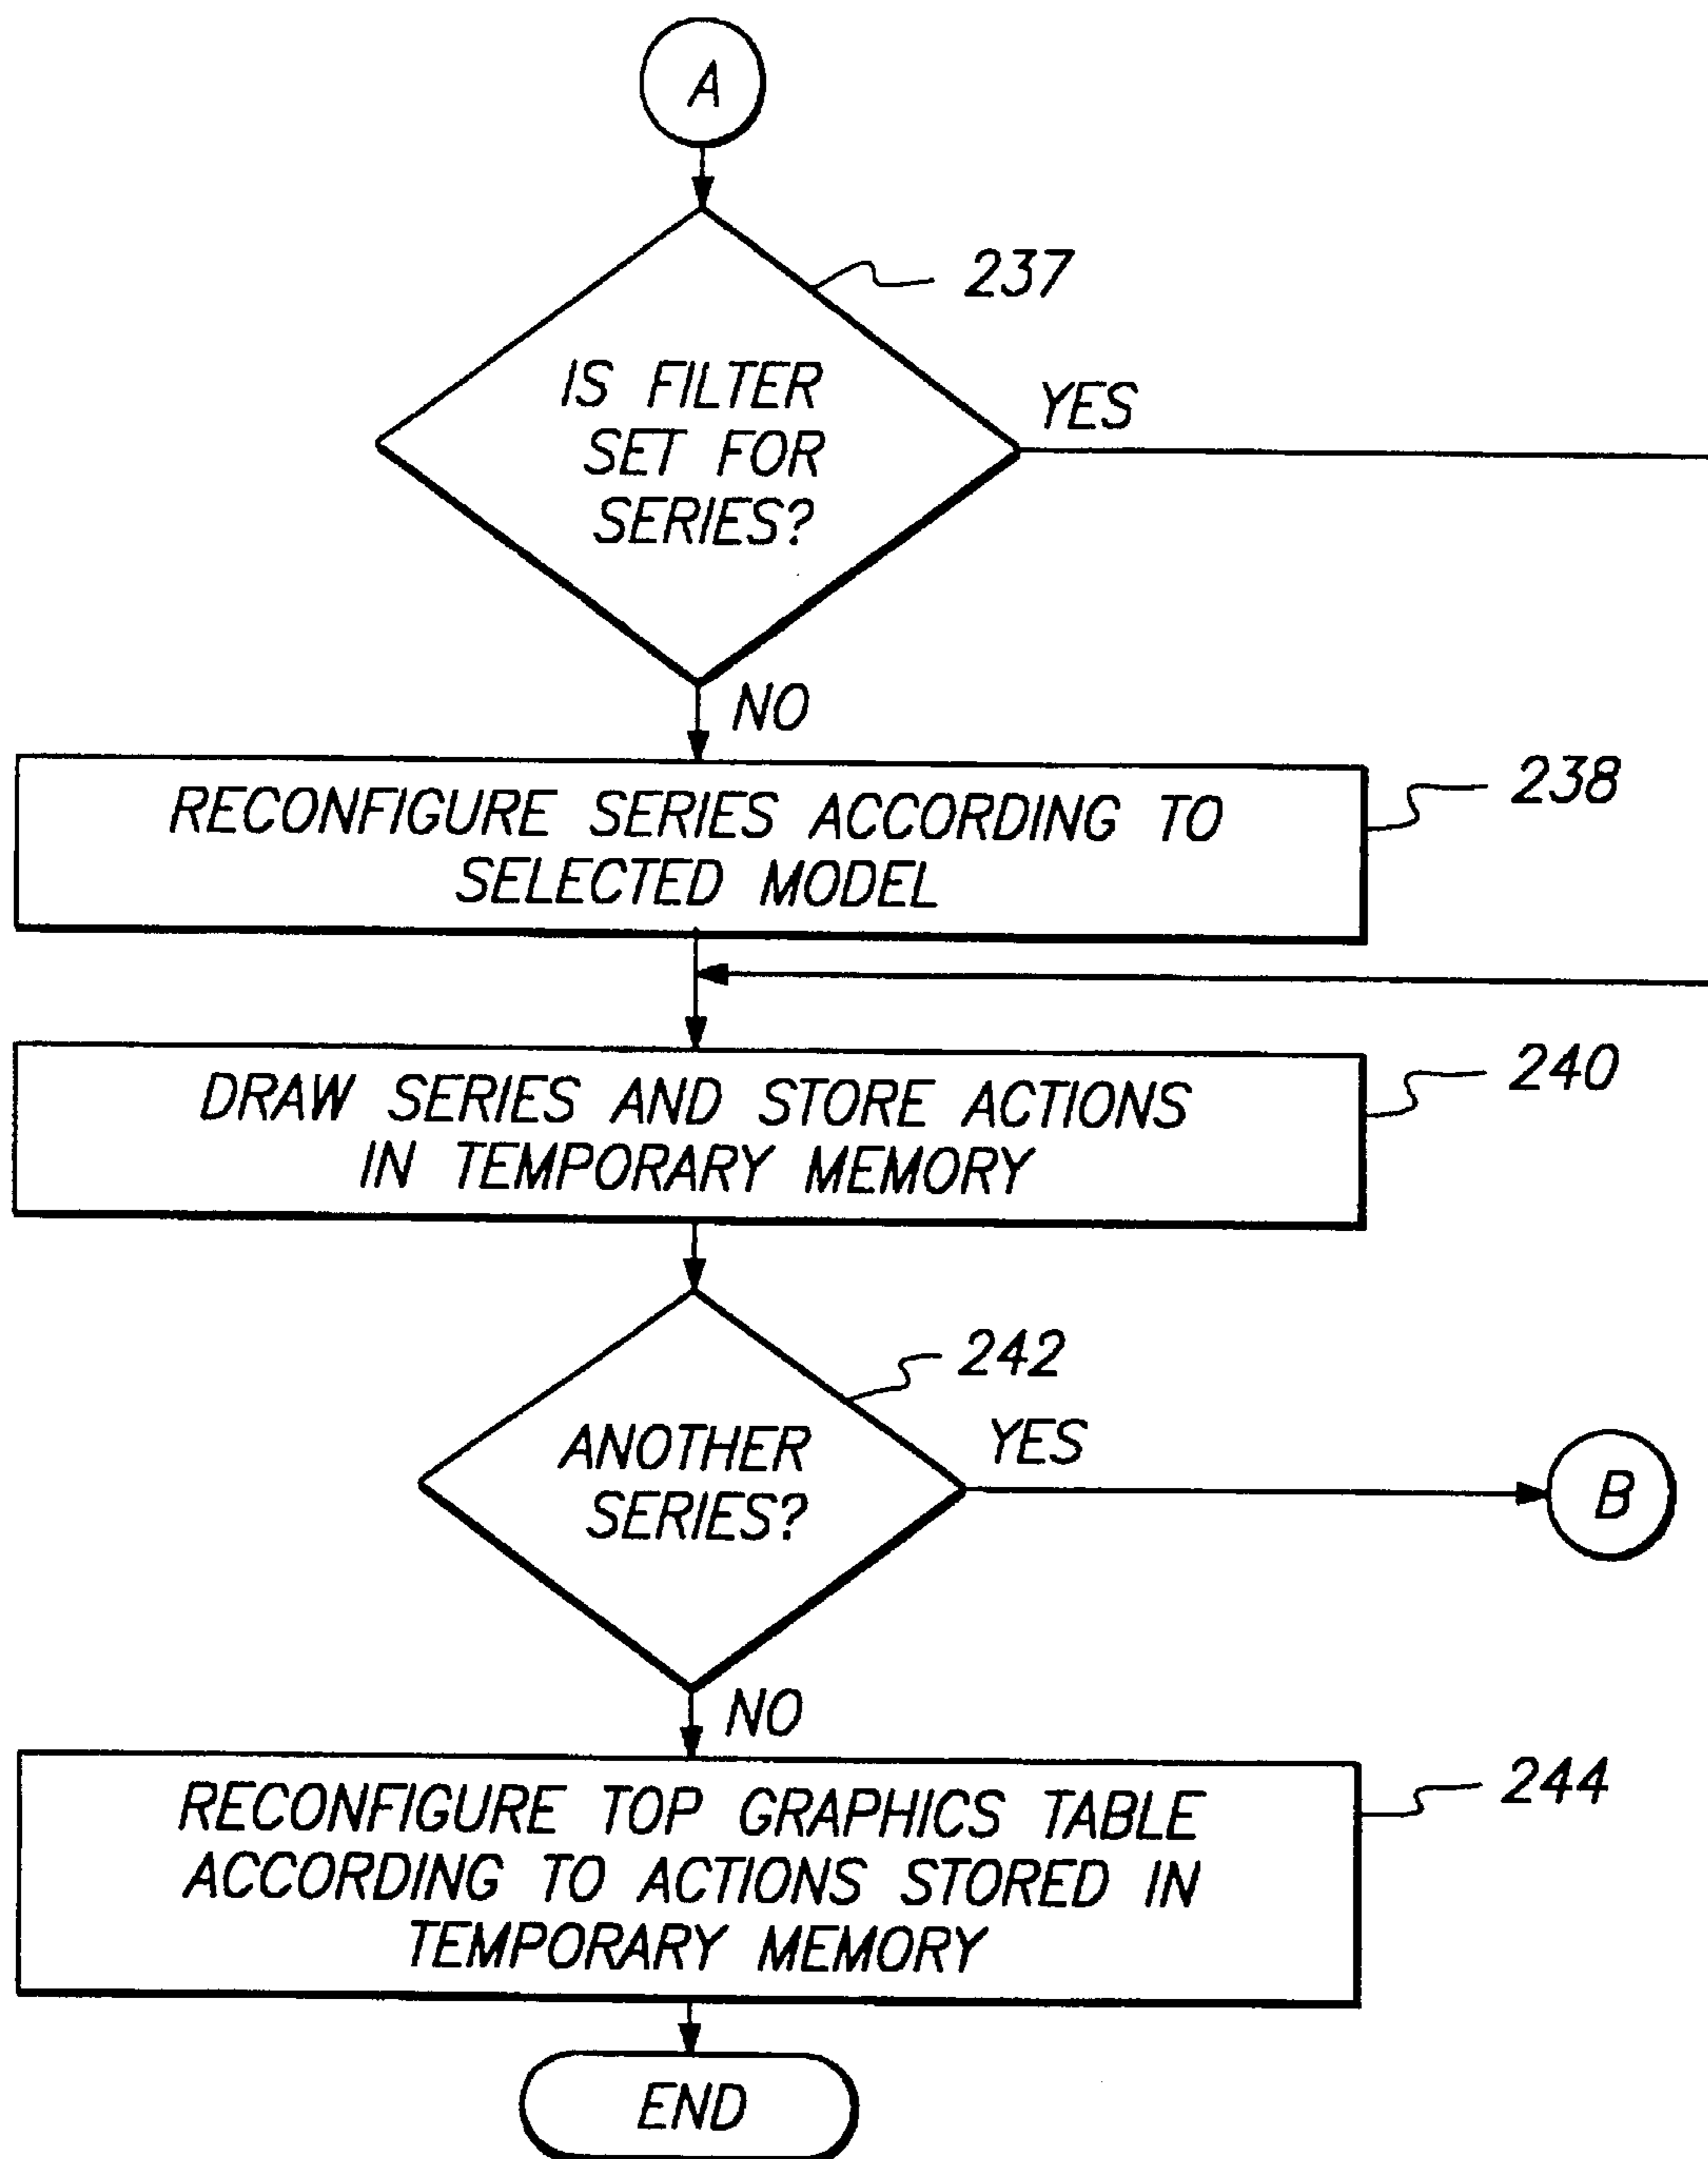 A
237
IS FILTER
SET FOR
SERIES?
YES
NO
RECONFIGURE SERIES ACCORDING TO
SELECTED MODEL
238
DRAW SERIES AND STORE ACTIONS
IN TEMPORARY MEMORY
240
242
ANOTHER
SERIES?
YES
B
NO
RECONFIGURE TOP GRAPHICS TABLE
ACCORDING TO ACTIONS STORED IN
TEMPORARY MEMORY
244
END